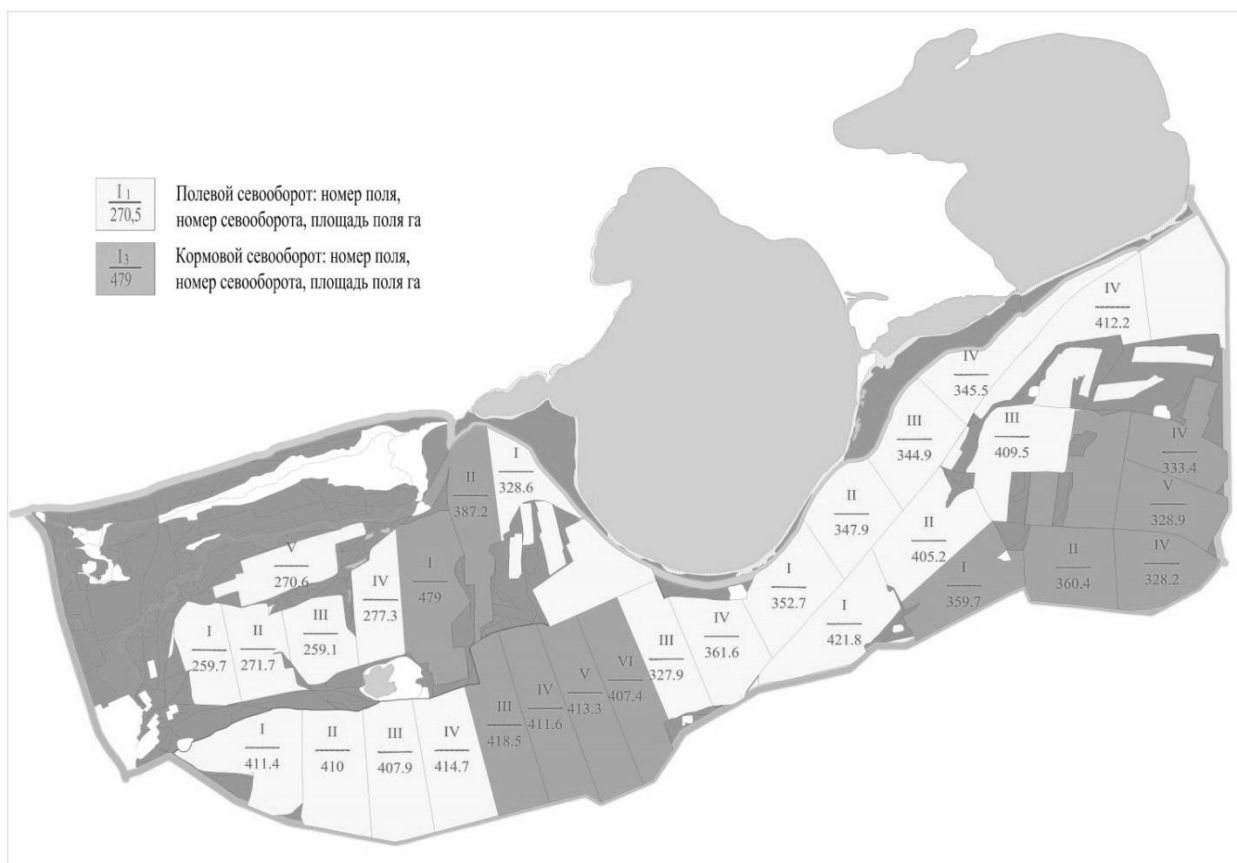 I 1
270,5
Полевой севооборот: номер поля,
номер севооборота, площадь поля га
I 3
479
Кормовой севооборот: номер поля,
номер севооборота, площадь поля га
IV
412.2
IV
345.5
III
344.9
III
409.5
IV
333.4
V
328.9
I
328.6
II
387.2
II
347.9
II
405.2
I
359.7
II
360.4
IV
328.2
V
270.6
IV
277.3
I
479
I
352.7
I
421.8
I
259.7
II
271.7
III
259.1
III
327.9
IV
361.6
III
418.5
IV
411.6
V
413.3
VI
407.4
I
411.4
II
410
III
407.9
IV
414.7